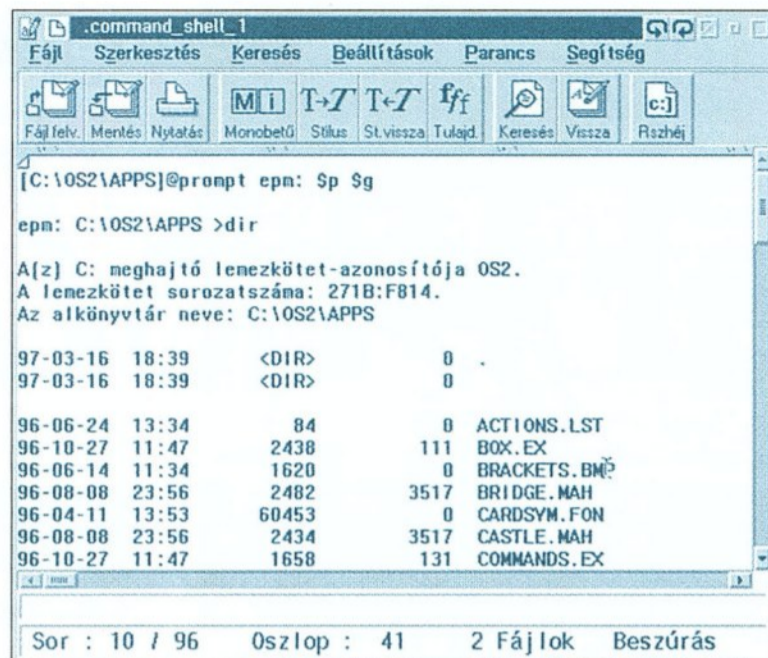 .command_shell_1
Fájl Szerkesztés Keresés Beállítások Parancs Segítség
M I T→T T←T fff c:]
Fájl felv. Mentés Nytatás Monobetű Stílus St.vissza Tulajd. Keresés Vissza Rszhéj
[C:\OS2\APPS]@prompt epm: $p $g
epm: C:\OS2\APPS >dir
A(z) C: meghajtó lemezkötet-azonosítója OS2.
A lemezkötet sorozatszáma: 271B:F814.
Az alkönyvtár neve: C:\OS2\APPS
97-03-16 18:39 <DIR> 0 .
97-03-16 18:39 <DIR> 0
96-06-24 13:34 84 0 ACTIONS.LST
96-10-27 11:47 2438 111 BOX.EX
96-06-14 11:34 1620 0 BRACKETS.BMP
96-08-08 23:56 2482 3517 BRIDGE.MAH
96-04-11 13:53 60453 0 CARDSYM.FON
96-08-08 23:56 2434 3517 CASTLE.MAH
96-10-27 11:47 1658 131 COMMANDS.EX
Sor : 10 / 96 Oszlop : 41 2 Fájlok Beszúrás